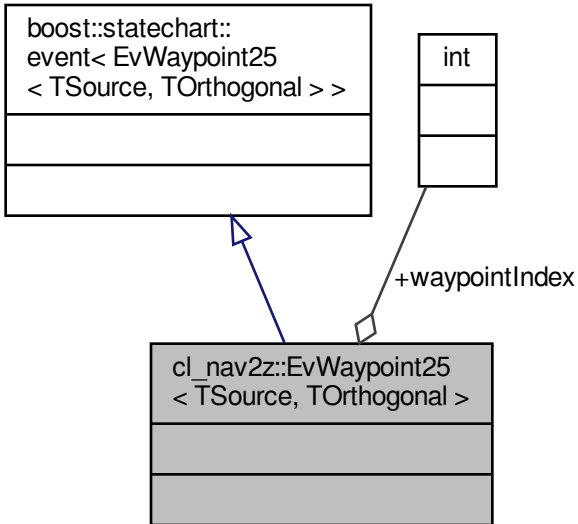 boost::statechart::
event< EvWaypoint25
< TSource, TOrthogonal > >
int
+waypointIndex
cl_nav2z::EvWaypoint25
< TSource, TOrthogonal >